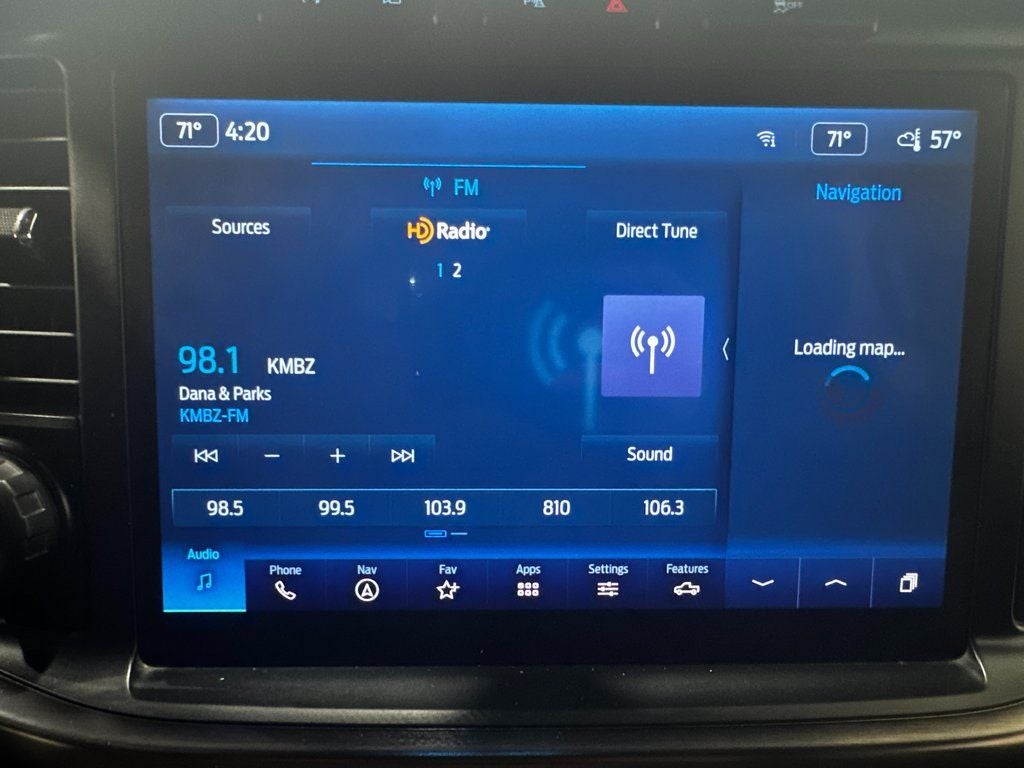 OFF
71° 4:20
71° 57°
FM
Navigation
Sources
HD Radio
Direct Tune
1 2
Loading map...
98.1 KMBZ
Dana & Parks
KMBZ-FM
Sound
98.5 99.5 103.9 810 106.3
Audio
Phone Nav Fav Apps Settings Features